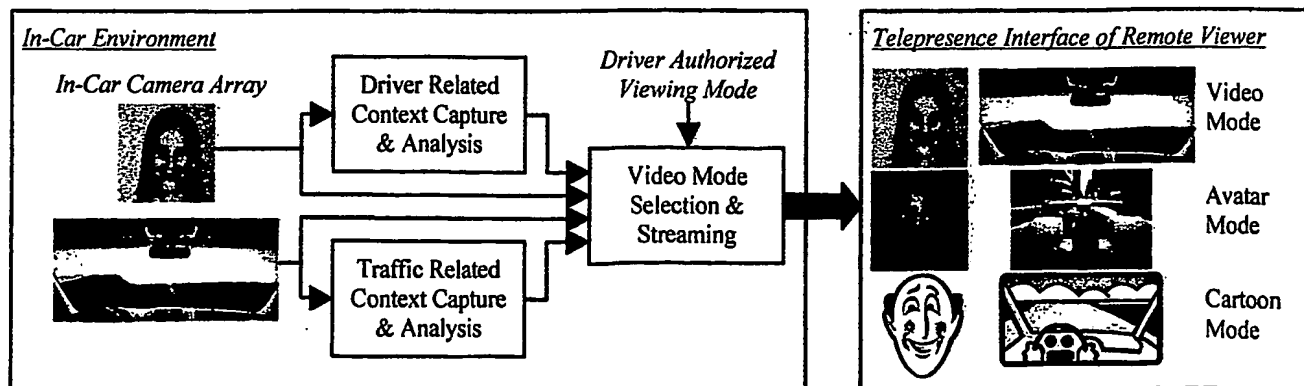 In-Car Environment
In-Car Camera Array
Driver Related
Context Capture
& Analysis
Traffic Related
Context Capture
& Analysis
Driver Authorized
Viewing Mode
Video Mode
Selection &
Streaming
Telepresence Interface of Remote Viewer
Video
Mode
Avatar
Mode
Cartoon
Mode